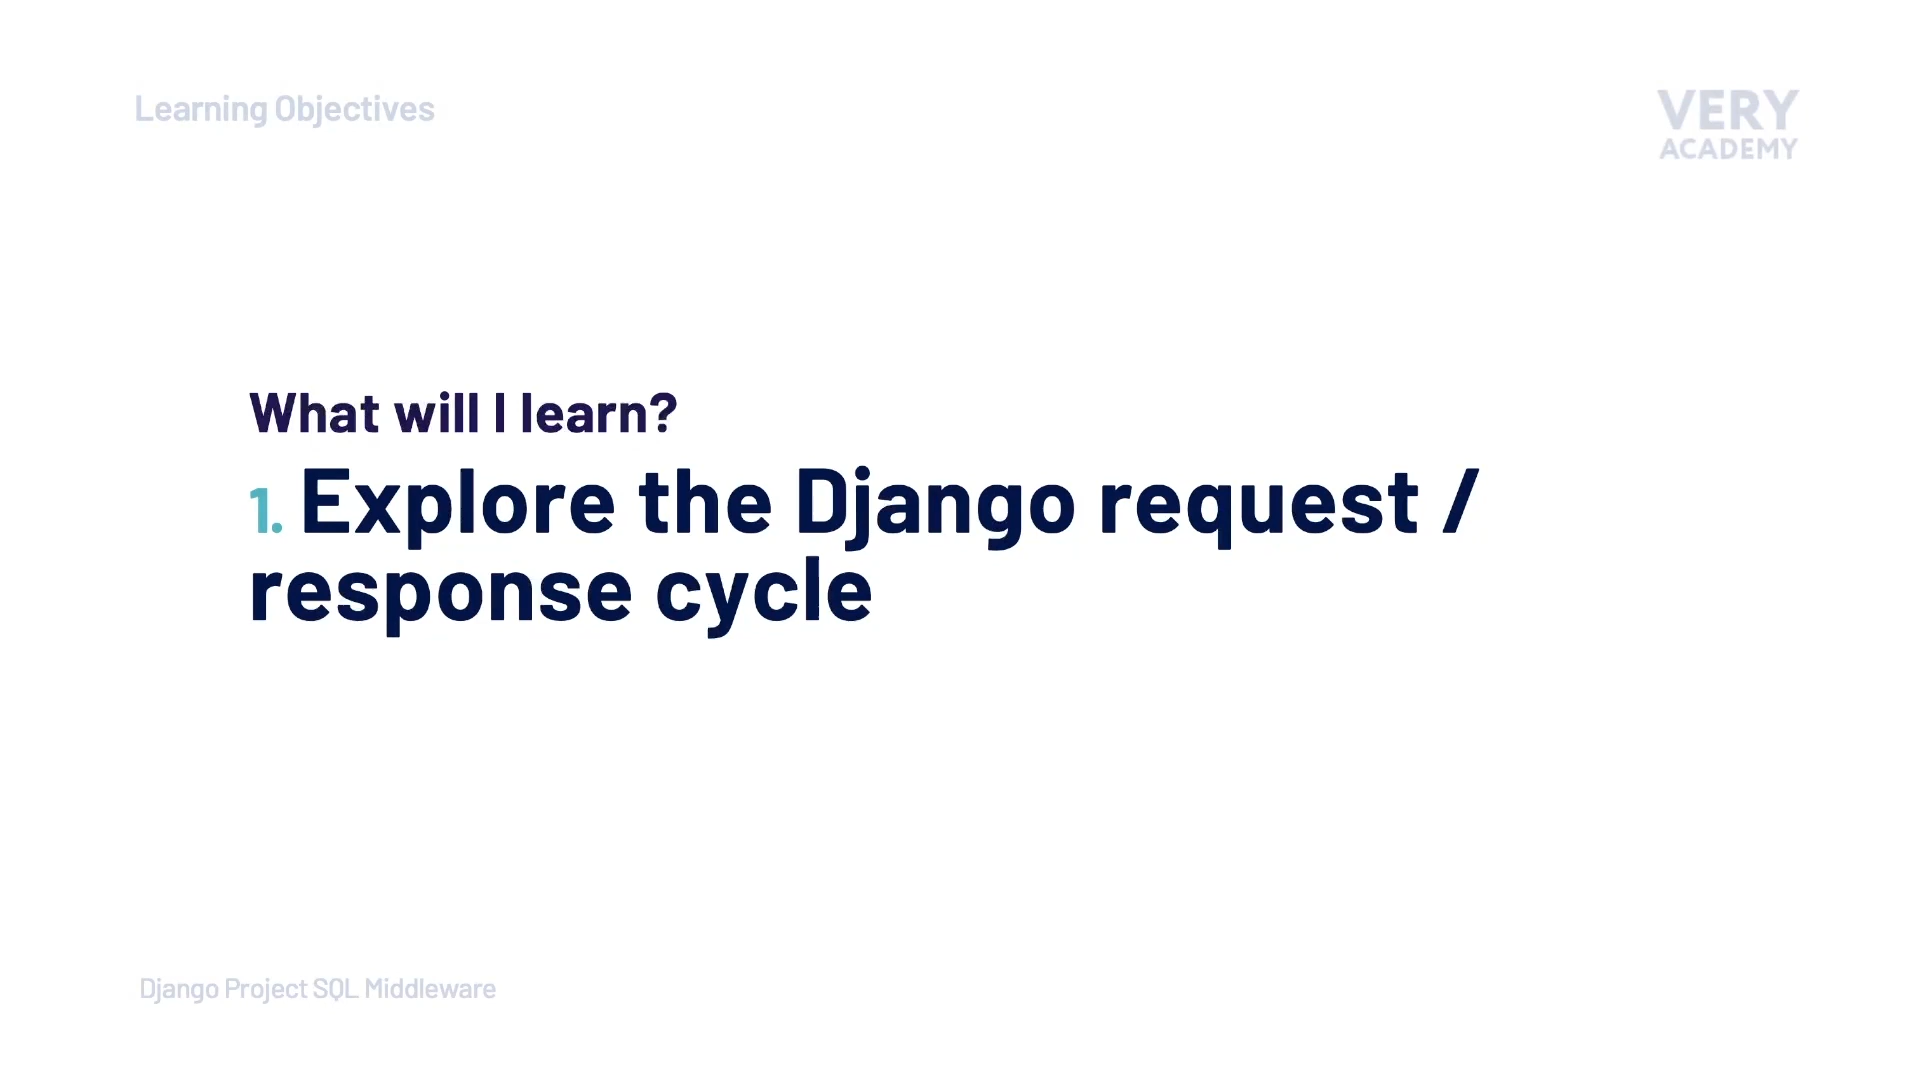 Learning Objectives
VERY
ACADEMY
What will I learn?
1. Explore the Django request /
response cycle
Django Project SQL Middleware